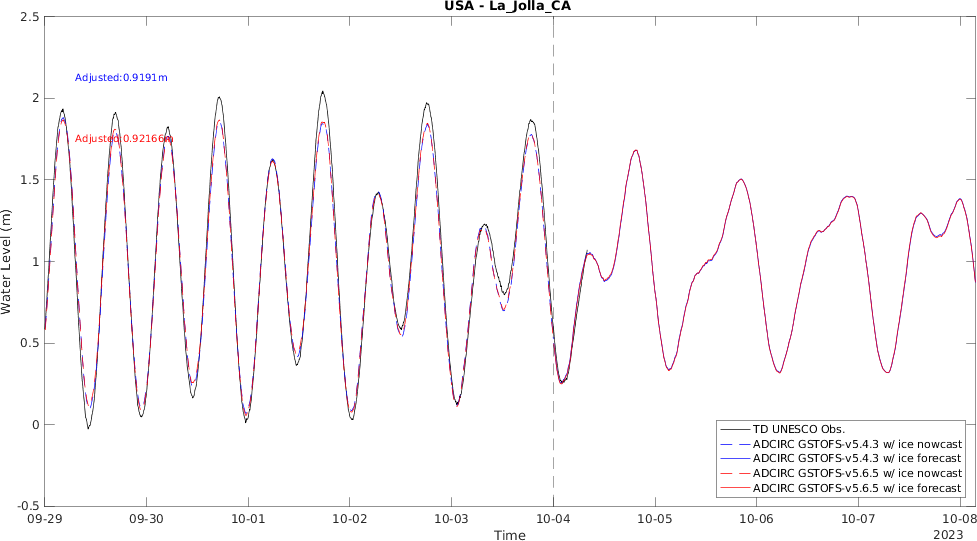 USA - La_Jolla_CA
2.5
2
1.5
1
0.5
0
-0.5
Water Level (m)
Adjusted:0.9191m
Adjusted:0.92166m
TD UNESCO Obs.
ADCIRC GSTOFS-v5.4.3 w/ ice nowcast
ADCIRC GSTOFS-v5.4.3 w/ ice forecast
ADCIRC GSTOFS-v5.6.5 w/ ice nowcast
ADCIRC GSTOFS-v5.6.5 w/ ice forecast
09-29 09-30 10-01 10-02 10-03 10-04 10-05 10-06 10-07 10-08
Time
2023